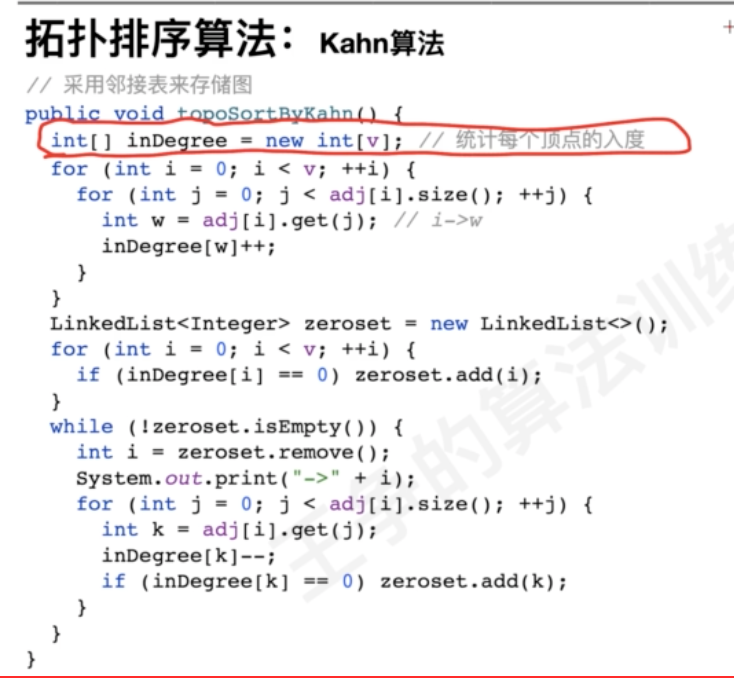 拓扑排序算法：Kahn算法
// 采用邻接表来存储图
public void topoSortByKahn() {
int[] inDegree = new int[v]; // 统计每个顶点的入度
for (int i = 0; i < v; ++i) {
for (int j = 0; j < adj[i].size(); ++j) {
int w = adj[i].get(j); // i->w
inDegree[w]++;
}
}
LinkedList<Integer> zeroset = new LinkedList<>();
for (int i = 0; i < v; ++i) {
if (inDegree[i] == 0) zeroset.add(i);
}
while (!zeroset.isEmpty()) {
int i = zeroset.remove();
System.out.print("->" + i);
for (int j = 0; j < adj[i].size(); ++j) {
int k = adj[i].get(j);
inDegree[k]--;
if (inDegree[k] == 0) zeroset.add(k);
}
}
}
王争的算法训练